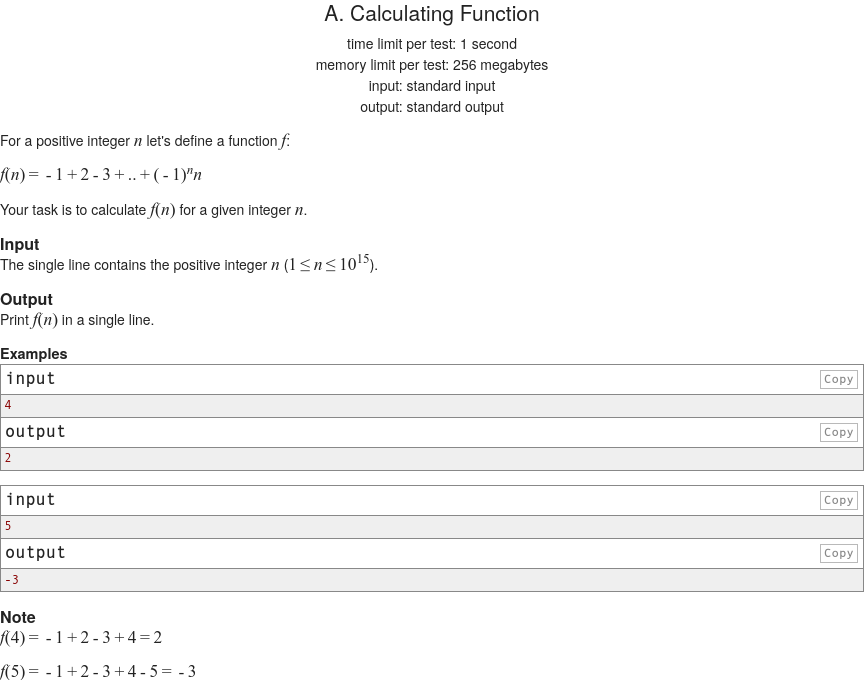 A. Calculating Function
time limit per test: 1 second
memory limit per test: 256 megabytes
input: standard input
output: standard output
For a positive integer n let's define a function f:
f(n) = - 1 + 2 - 3 + .. + ( - 1)ⁿn
Your task is to calculate f(n) for a given integer n.
Input
The single line contains the positive integer n (1 ≤ n ≤ 10¹⁵).
Output
Print f(n) in a single line.
Examples
input Copy
4
output Copy
2
input Copy
5
output Copy
-3
Note
f(4) = - 1 + 2 - 3 + 4 = 2
f(5) = - 1 + 2 - 3 + 4 - 5 = - 3